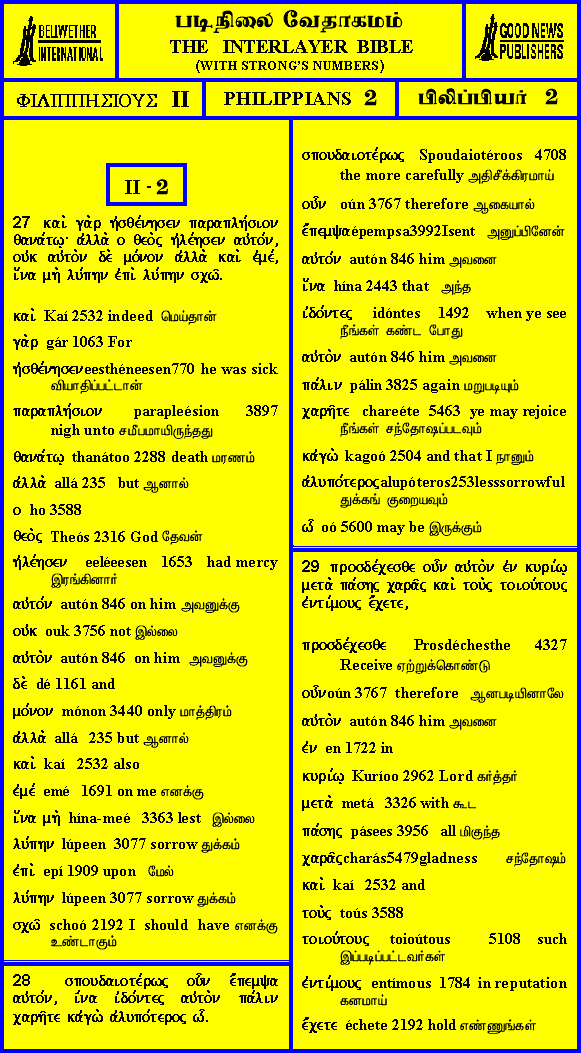 BELLWETHER
INTERNATIONAL
படிநிலை வேதாகமம்
THE INTERLAYER BIBLE
(WITH STRONG'S NUMBERS)
GOOD NEWS
PUBLISHERS
ΦΙΛΙΠΠΗΣΙΟΥΣ II
PHILIPPIANS 2
பிலிப்பியர் 2
II - 2
27 καὶ γὰρ ἠσθένησεν παραπλήσιον
θανάτῳ· ἀλλὰ ο θεὸς ἠλέησεν αὐτόν,
οὐκ αὐτὸν δὲ μόνον ἀλλὰ καὶ ἐμέ,
ἵνα μὴ λύπην ἐπὶ λύπην σχῶ.
καὶ Kaí 2532 indeed மெய்தான்
γὰρ gár 1063 For
ἠσθένησεν eesthéneesen770 he was sick
வியாதிப்பட்டான்
παραπλήσιον parapleésion 3897
nigh unto சமீபமாயிருந்தது
θανάτῳ thanátoo 2288 death மரணம்
ἀλλὰ allá 235 but ஆனால்
ο ho 3588
θεὸς Theós 2316 God தேவன்
ἠλέησεν eeléeesen 1653 had mercy
இரங்கினார்
αὐτόν autón 846 on him அவனுக்கு
οὐκ ouk 3756 not இல்லை
αὐτὸν autón 846 on him அவனுக்கு
δὲ dé 1161 and
μόνον mónon 3440 only மாத்திரம்
ἀλλὰ allá 235 but ஆனால்
καὶ kaí 2532 also
ἐμέ emé 1691 on me எனக்கு
ἵνα μὴ hína-meé 3363 lest இல்லை
λύπην lúpeen 3077 sorrow துக்கம்
ἐπὶ epí 1909 upon மேல்
λύπην lúpeen 3077 sorrow துக்கம்
σχῶ schoó 2192 I should have எனக்கு
உண்டாகும்
28 σπουδαιοτέρως οὖν ἔπεμψα
αὐτόν, ἵνα ἰδόντες αὐτὸν πάλιν
χαρῆτε κἀγὼ ἀλυπότερος ὦ.
σπουδαιοτέρως Spoudaiotéroos 4708
the more carefully அதிசீக்கிரமாய்
οὖν oún 3767 therefore ஆகையால்
ἔπεμψα épempsa3992Isent அனுப்பினேன்
αὐτόν autón 846 him அவனை
ἵνα hína 2443 that அந்த
ἰδόντες idóntes 1492 when ye see
நீங்கள் கண்ட போது
αὐτὸν autón 846 him அவனை
πάλιν pálin 3825 again மறுபடியும்
χαρῆτε chareéte 5463 ye may rejoice
நீங்கள் சந்தோஷப்படவும்
κἀγὼ kagoó 2504 and that I நானும்
ἀλυπότερος alupóteros253lesssorrowful
துக்கங் குறையவும்
ὦ oó 5600 may be இருக்கும்
29 προσδέχεσθε οὖν αὐτὸν ἐν κυρίῳ
μετὰ πάσης χαρᾶς καὶ τοὺς τοιούτους
ἐντίμους ἔχετε,
προσδέχεσθε Prosdéchesthe 4327
Receive ஏற்றுக்கொண்டு
οὖν oún 3767 therefore ஆனபடியினாலே
αὐτὸν autón 846 him அவனை
ἐν en 1722 in
κυρίῳ Kuríoo 2962 Lord கர்த்தர்
μετὰ metá 3326 with கூட
πάσης pásees 3956 all மிகுந்த
χαρᾶς charás5479gladness சந்தோஷம்
καὶ kaí 2532 and
τοὺς toús 3588
τοιούτους toioútous 5108 such
இப்படிப்பட்டவர்கள்
ἐντίμους entímous 1784 in reputation
கனமாய்
ἔχετε échete 2192 hold எண்ணுங்கள்